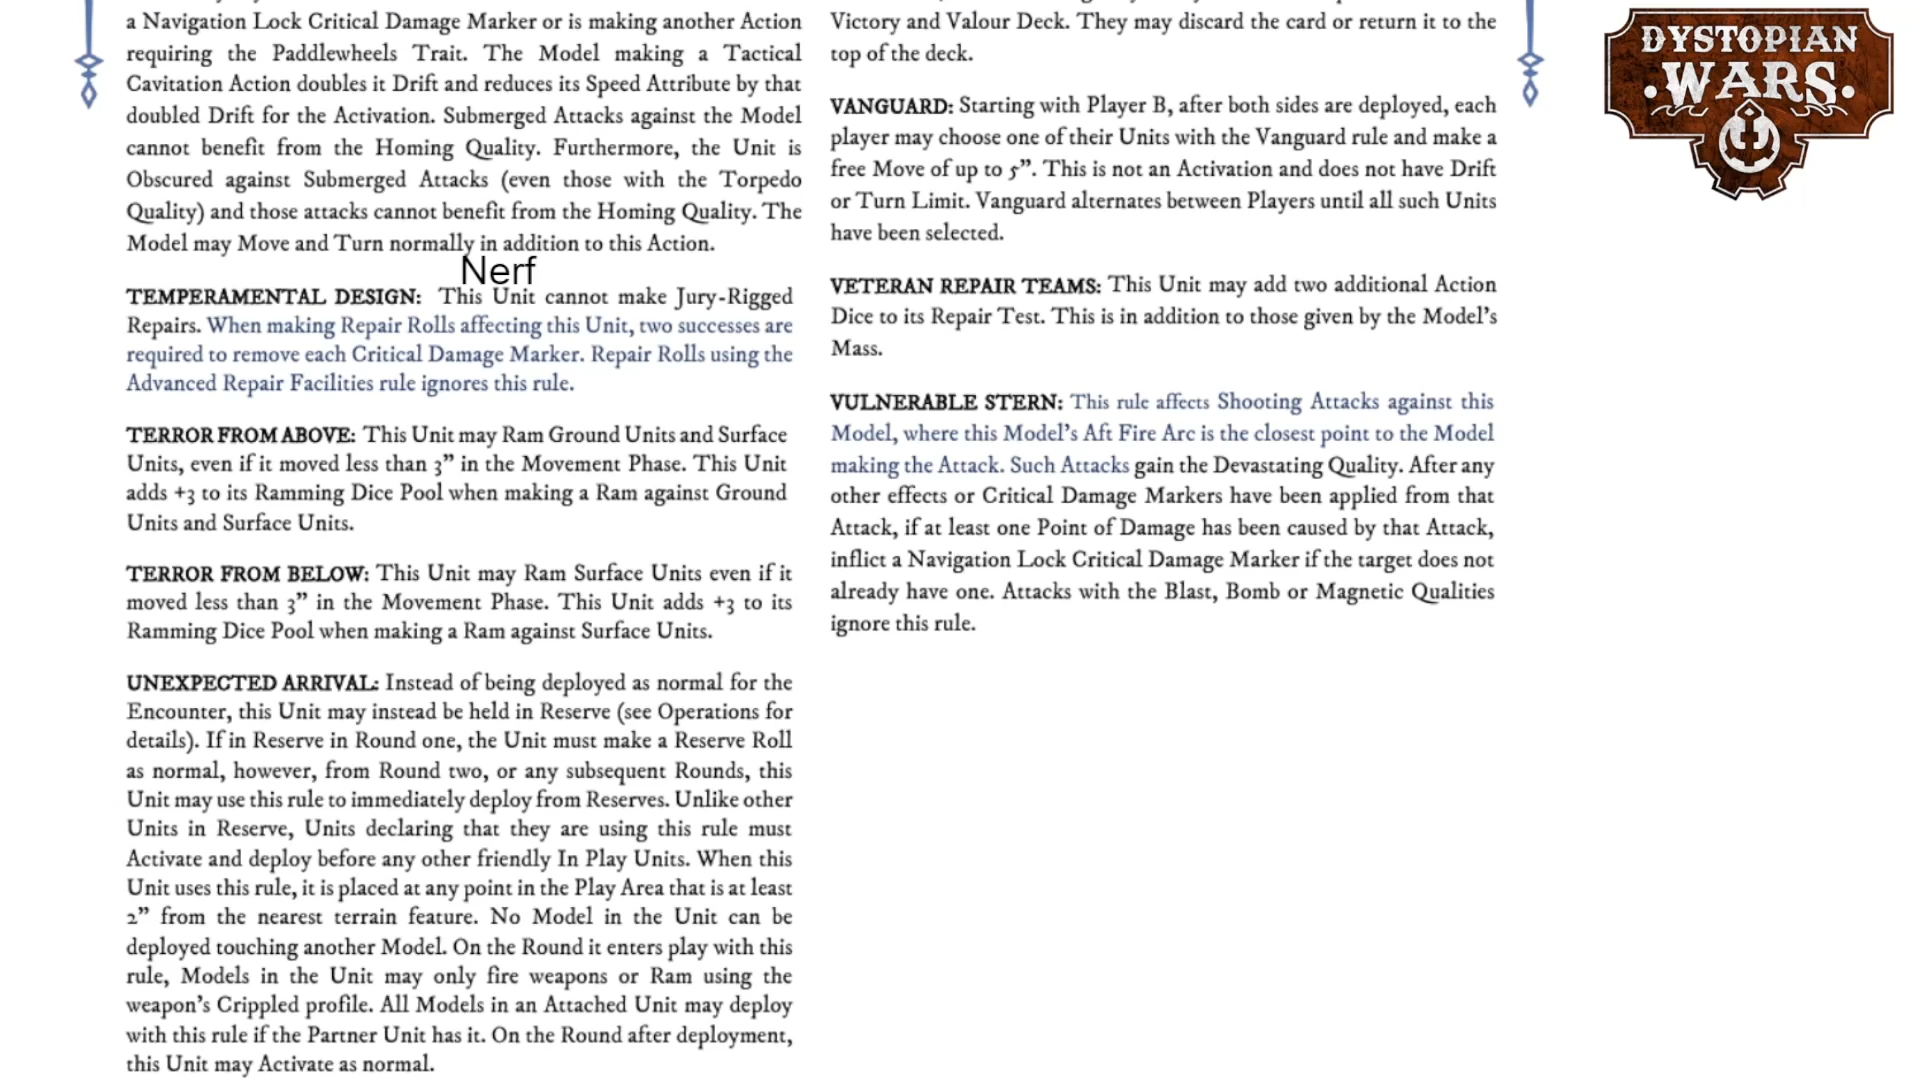 a Navigation Lock Critical Damage Marker or is making another Action
requiring the Paddlewheels Trait. The Model making a Tactical
Cavitation Action doubles it Drift and reduces its Speed Attribute by that
doubled Drift for the Activation. Submerged Attacks against the Model
cannot benefit from the Homing Quality. Furthermore, the Unit is
Obscured against Submerged Attacks (even those with the Torpedo
Quality) and those attacks cannot benefit from the Homing Quality. The
Model may Move and Turn normally in addition to this Action.
Nerf
TEMPERAMENTAL DESIGN: This Unit cannot make Jury-Rigged
Repairs. When making Repair Rolls affecting this Unit, two successes are
required to remove each Critical Damage Marker. Repair Rolls using the
Advanced Repair Facilities rule ignores this rule.
TERROR FROM ABOVE: This Unit may Ram Ground Units and Surface
Units, even if it moved less than 3” in the Movement Phase. This Unit
adds +3 to its Ramming Dice Pool when making a Ram against Ground
Units and Surface Units.
TERROR FROM BELOW: This Unit may Ram Surface Units even if it
moved less than 3” in the Movement Phase. This Unit adds +3 to its
Ramming Dice Pool when making a Ram against Surface Units.
UNEXPECTED ARRIVAL: Instead of being deployed as normal for the
Encounter, this Unit may instead be held in Reserve (see Operations for
details). If in Reserve in Round one, the Unit must make a Reserve Roll
as normal, however, from Round two, or any subsequent Rounds, this
Unit may use this rule to immediately deploy from Reserves. Unlike other
Units in Reserve, Units declaring that they are using this rule must
Activate and deploy before any other friendly In Play Units. When this
Unit uses this rule, it is placed at any point in the Play Area that is at least
2” from the nearest terrain feature. No Model in the Unit can be
deployed touching another Model. On the Round it enters play with this
rule, Models in the Unit may only fire weapons or Ram using the
weapon’s Crippled profile. All Models in an Attached Unit may deploy
with this rule if the Partner Unit has it. On the Round after deployment,
this Unit may Activate as normal.
Victory and Valour Deck. They may discard the card or return it to the
top of the deck.
VANGUARD: Starting with Player B, after both sides are deployed, each
player may choose one of their Units with the Vanguard rule and make a
free Move of up to 5”. This is not an Activation and does not have Drift
or Turn Limit. Vanguard alternates between Players until all such Units
have been selected.
VETERAN REPAIR TEAMS: This Unit may add two additional Action
Dice to its Repair Test. This is in addition to those given by the Model’s
Mass.
VULNERABLE STERN: This rule affects Shooting Attacks against this
Model, where this Model’s Aft Fire Arc is the closest point to the Model
making the Attack. Such Attacks gain the Devastating Quality. After any
other effects or Critical Damage Markers have been applied from that
Attack, if at least one Point of Damage has been caused by that Attack,
inflict a Navigation Lock Critical Damage Marker if the target does not
already have one. Attacks with the Blast, Bomb or Magnetic Qualities
ignore this rule.
DYSTOPIAN
WARS